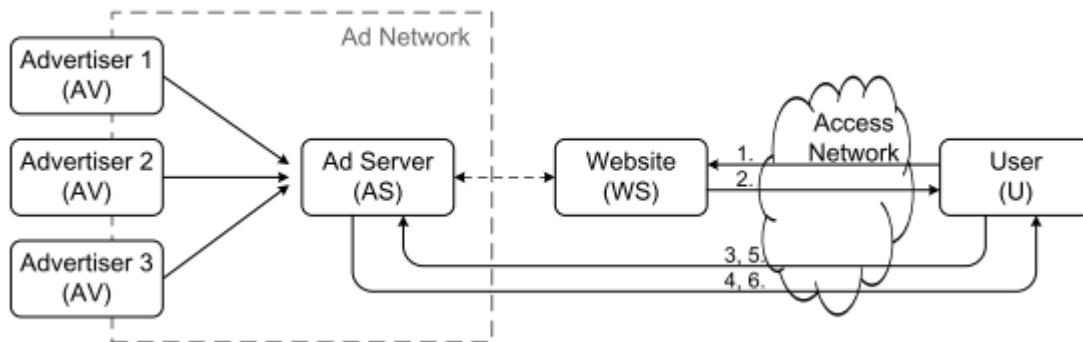 Ad Network
Advertiser 1
(AV)
Advertiser 2
(AV)
Advertiser 3
(AV)
Ad Server
(AS)
Website
(WS)
Access
Network
User
(U)
1.
2.
3, 5.
4, 6.